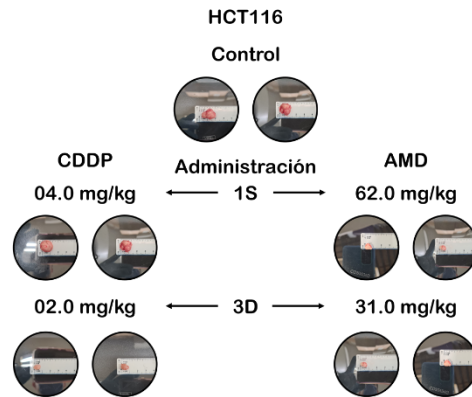 HCT116
Control
CDDP Administración AMD
04.0 mg/kg 1S 62.0 mg/kg
02.0 mg/kg 3D 31.0 mg/kg